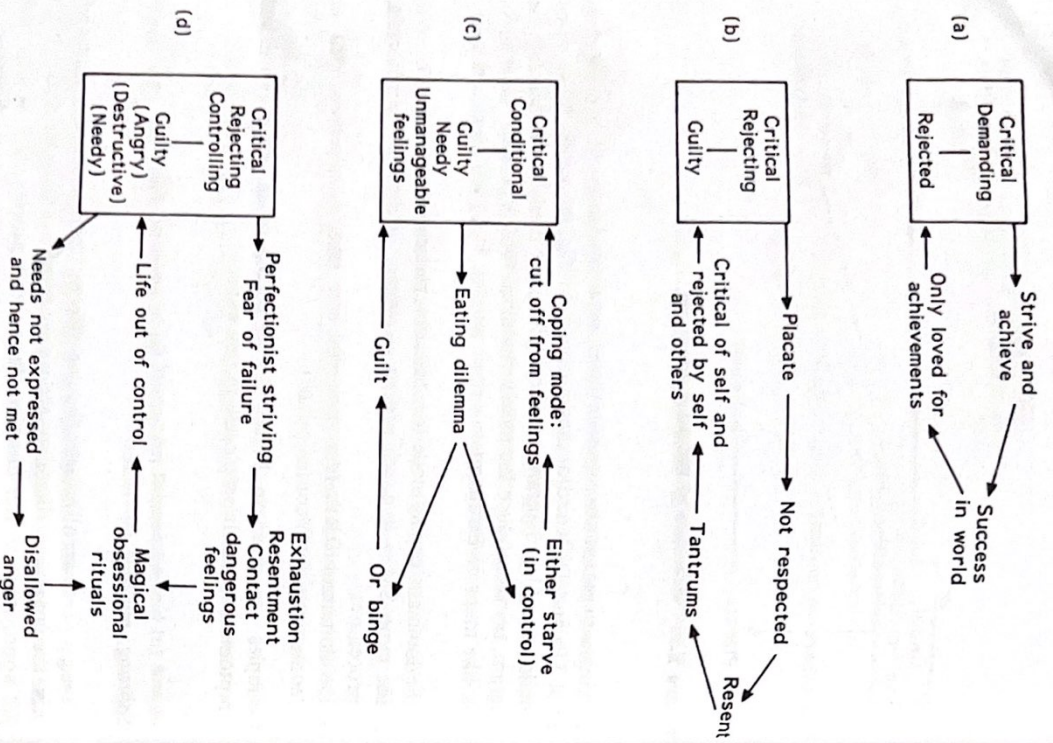 (a)
Critical
Demanding
Rejected
Strive and
achieve
Success
in world
Only loved for
achievements
(b)
Critical
Rejecting
Guilty
Placate
Not respected
Resent
Tantrums
Critical of self and
rejected by self
and others
(c)
Critical
Conditional
Guilty
Needy
Unmanageable
feelings
Coping mode:
cut off from feelings
Either starve
(in control)
Eating dilemma
Guilt
Or binge
(d)
Critical
Rejecting
Controlling
Guilty
(Angry)
(Destructive)
(Needy)
Perfectionist striving
Fear of failure
Exhaustion
Resentment
Contact
dangerous
feelings
Life out of control
Magical
obsessional
rituals
Needs not expressed
and hence not met
Disallowed
anger